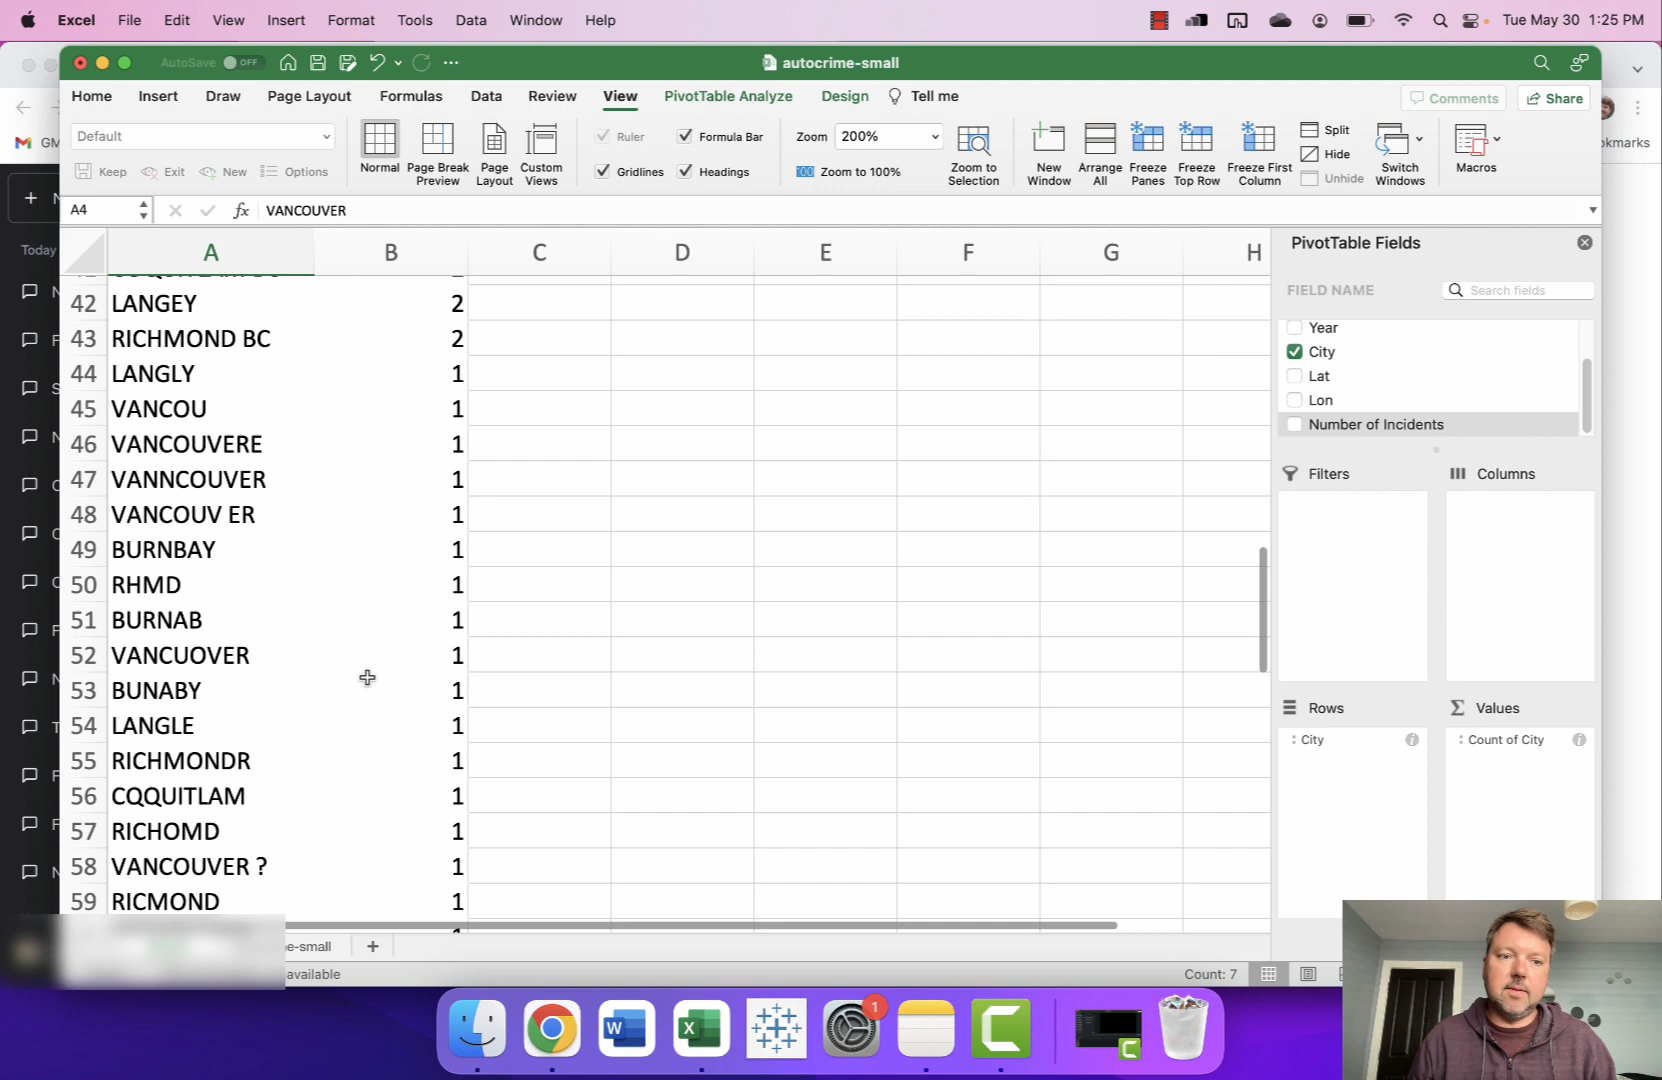 Excel File Edit View Insert Format Tools Data Window Help Tue May 30 1:25 PM
AutoSave OFF autocrime-small
Home Insert Draw Page Layout Formulas Data Review View PivotTable Analyze Design Tell me Comments Share
Default Ruler Formula Bar Zoom 200% Split
Keep Exit New Options Normal Page Break Preview Page Layout Custom Views Gridlines Headings 100 Zoom to 100% Zoom to Selection New Window Arrange All Freeze Panes Freeze Top Row Freeze First Column Hide Unhide Switch Windows Macros
GM okmarks
A4 fx VANCOUVER
Today
A B C D E F G H
42 LANGEY 2
43 RICHMOND BC 2
44 LANGLY 1
45 VANCOU 1
46 VANCOUVERE 1
47 VANNCOUVER 1
48 VANCOUV ER 1
49 BURNBAY 1
50 RHMD 1
51 BURNAB 1
52 VANCUOVER 1
53 BUNABY 1
54 LANGLE 1
55 RICHMONDR 1
56 CQQUITLAM 1
57 RICHOMD 1
58 VANCOUVER ? 1
59 RICMOND 1
PivotTable Fields
FIELD NAME Search fields
Year
City
Lat
Lon
Number of Incidents
Filters Columns
Rows Values
City Count of City
e-small +
available Count: 7
1